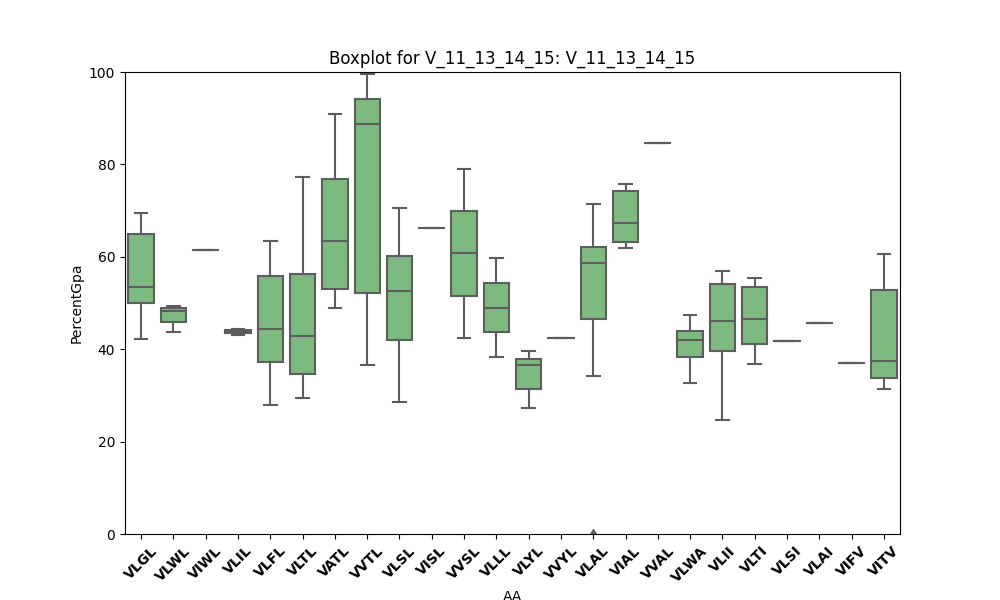 Boxplot for V_11_13_14_15: V_11_13_14_15
100
80
60
40
20
0
PercentGpa
VLGL
VLWL
VIWL
VLIL
VLFL
VLTL
VATL
VVTL
VLSL
VISL
VVSL
VLLL
VLYL
VVYL
VLAL
VIAL
VVAL
VLWA
VLII
VLTI
VLSI
VLAI
VIFV
VITV
AA